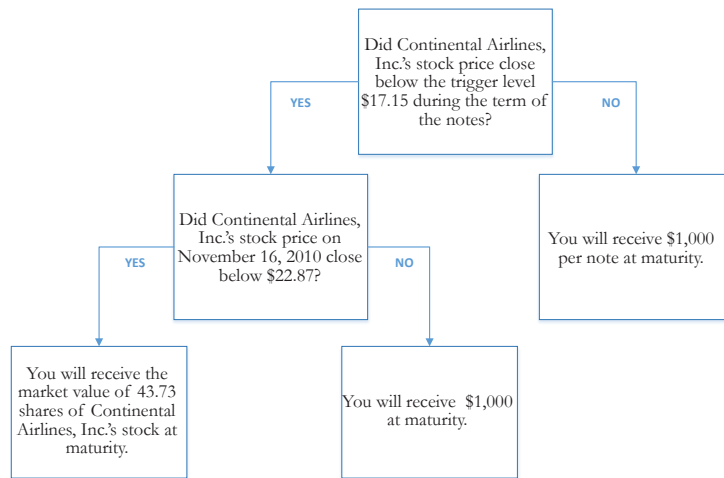 Did Continental Airlines,
Inc.'s stock price close
below the trigger level
$17.15 during the term of
the notes?
YES
NO
Did Continental Airlines,
Inc.'s stock price on
November 16, 2010 close
below $22.87?
You will receive $1,000
per note at maturity.
YES
NO
You will receive the
market value of 43.73
shares of Continental
Airlines, Inc.'s stock at
maturity.
You will receive $1,000
at maturity.